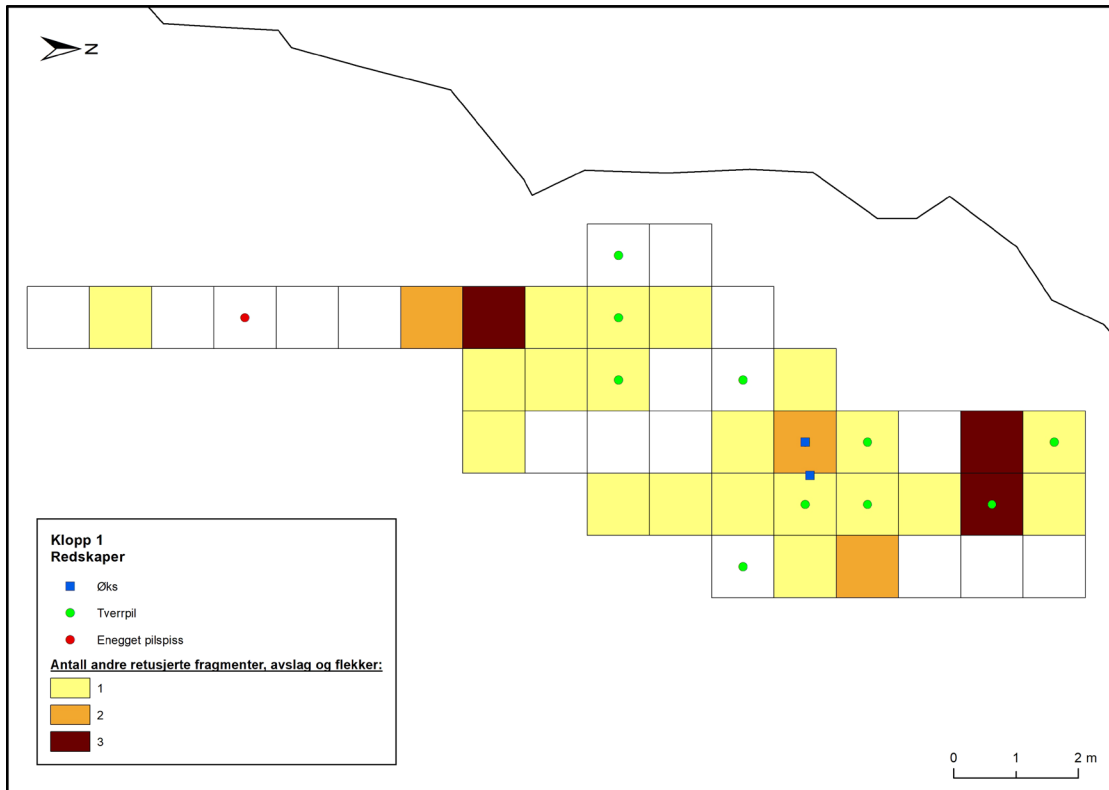 N
Klopp 1
Redskaper
Øks
Tverrpil
Enegget pilspiss
Antall andre retusjerte fragmenter, avslag og flekker:
1
2
3
0 1 2 m